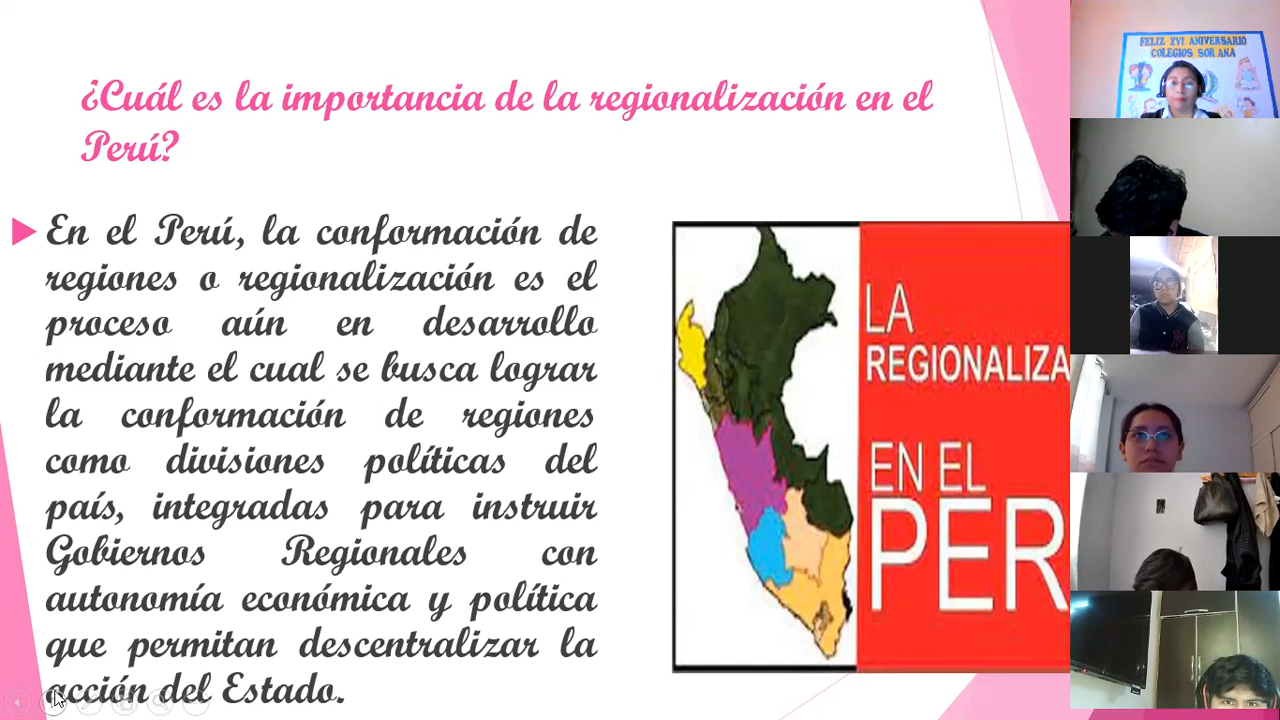 ¿Cuál es la importancia de la regionalización en el
Perú?
En el Perú, la conformación de
regiones o regionalización es el
proceso aún en desarrollo
mediante el cual se busca lograr
la conformación de regiones
como divisiones políticas del
país, integradas para instruir
Gobiernos Regionales con
autonomía económica y política
que permitan descentralizar la
acción del Estado.
LA
REGIONALIZA
EN EL
PER
FELIZ XVI ANIVERSARIO
COLEGIOS SOR ANA